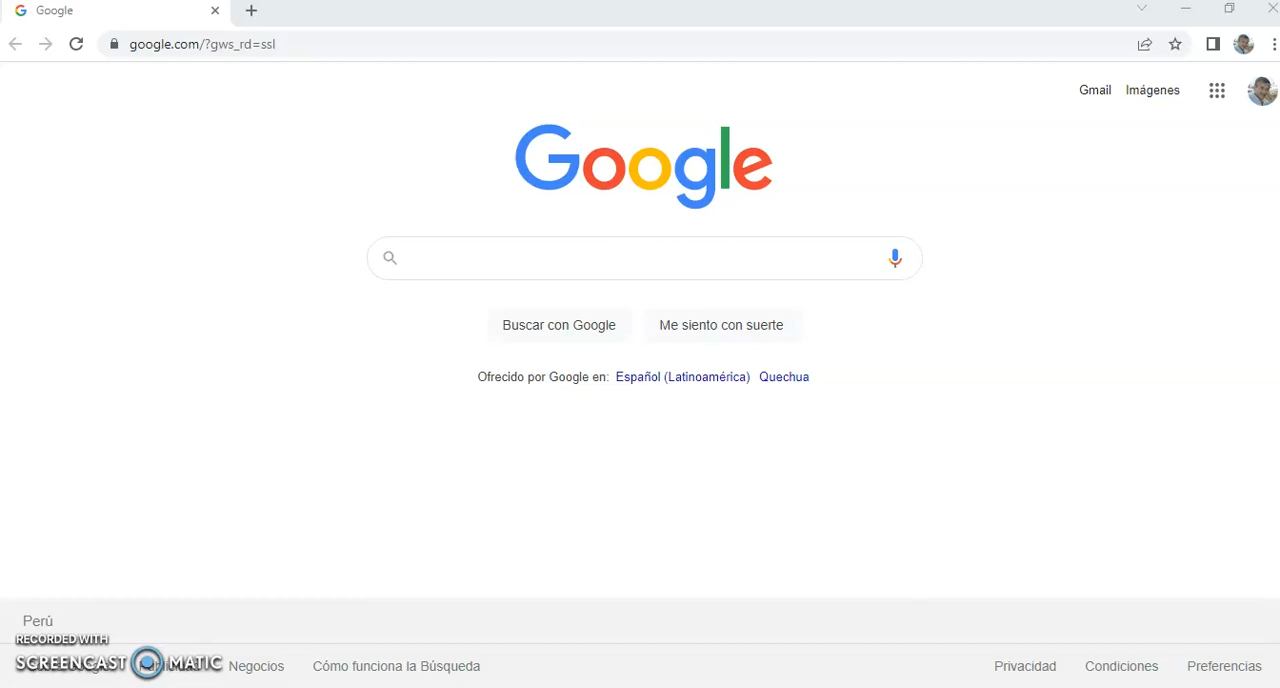 Google
google.com/?gws_rd=ssl
Gmail Imágenes
Google
Buscar con Google Me siento con suerte
Ofrecido por Google en: Español (Latinoamérica) Quechua
Perú
RECORDED WITH
SCREENCAST MATIC
Negocios Cómo funciona la Búsqueda Privacidad Condiciones Preferencias